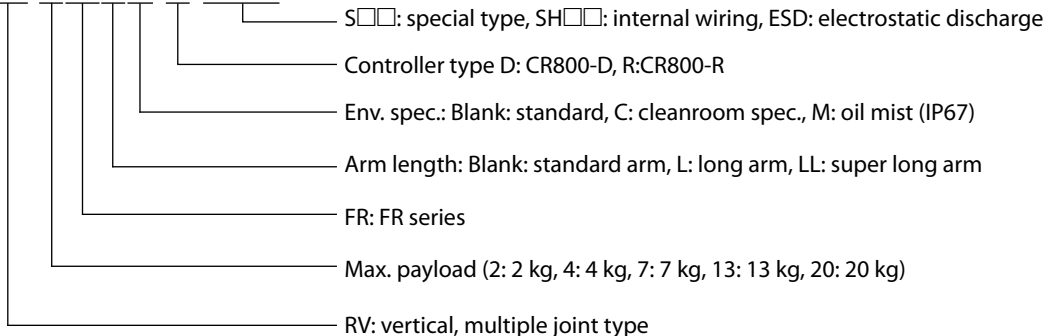 S□□: special type, SH□□: internal wiring, ESD: electrostatic discharge
Controller type D: CR800-D, R:CR800-R
Env. spec.: Blank: standard, C: cleanroom spec., M: oil mist (IP67)
Arm length: Blank: standard arm, L: long arm, LL: super long arm
FR: FR series
Max. payload (2: 2 kg, 4: 4 kg, 7: 7 kg, 13: 13 kg, 20: 20 kg)
RV: vertical, multiple joint type